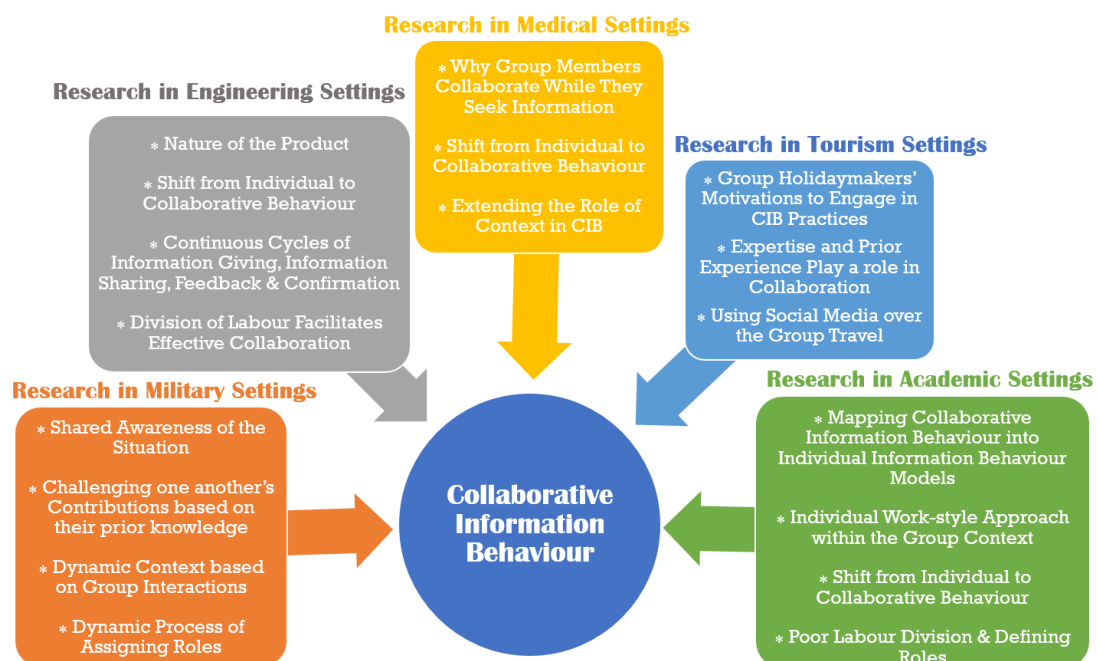 Research in Medical Settings
* Why Group Members
Collaborate While They
Seek Information
* Shift from Individual to
Collaborative Behaviour
* Extending the Role of
Context in CIB
Research in Engineering Settings
* Nature of the Product
* Shift from Individual to
Collaborative Behaviour
* Continuous Cycles of
Information Giving, Information
Sharing, Feedback & Confirmation
* Division of Labour Facilitates
Effective Collaboration
Research in Tourism Settings
* Group Holidaymakers’
Motivations to Engage in
CIB Practices
* Expertise and Prior
Experience Play a role in
Collaboration
* Using Social Media over
the Group Travel
Research in Military Settings
* Shared Awareness of the
Situation
* Challenging one another’s
Contributions based on
their prior knowledge
* Dynamic Context based
on Group Interactions
* Dynamic Process of
Assigning Roles
Collaborative
Information
Behaviour
Research in Academic Settings
* Mapping Collaborative
Information Behaviour into
Individual Information Behaviour
Models
* Individual Work-style Approach
within the Group Context
* Shift from Individual to
Collaborative Behaviour
* Poor Labour Division & Defining
Roles